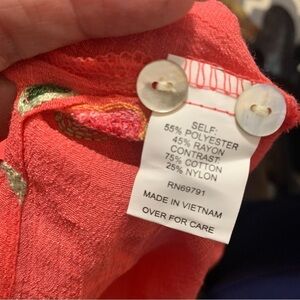 SELF:
55% POLYESTER
45% RAYON
CONTRAST:
75% COTTON
25% NYLON
RN69791
MADE IN VIETNAM
OVER FOR CARE